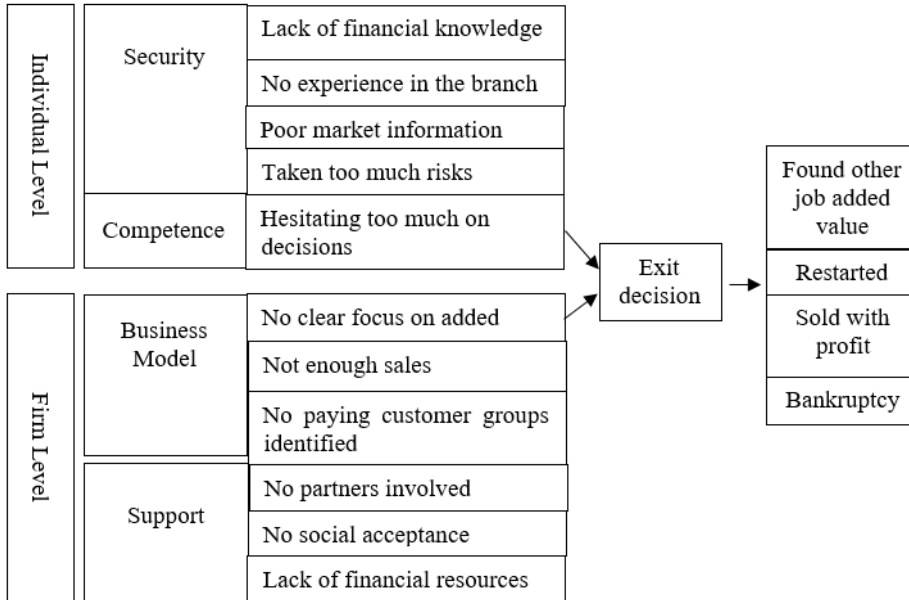 Individual Level
Security
Lack of financial knowledge
No experience in the branch
Poor market information
Taken too much risks
Competence
Hesitating too much on
decisions
Firm Level
Business
Model
No clear focus on added
Not enough sales
No paying customer groups
identified
Support
No partners involved
No social acceptance
Lack of financial resources
Exit
decision
Found other
job added
value
Restarted
Sold with
profit
Bankruptcy